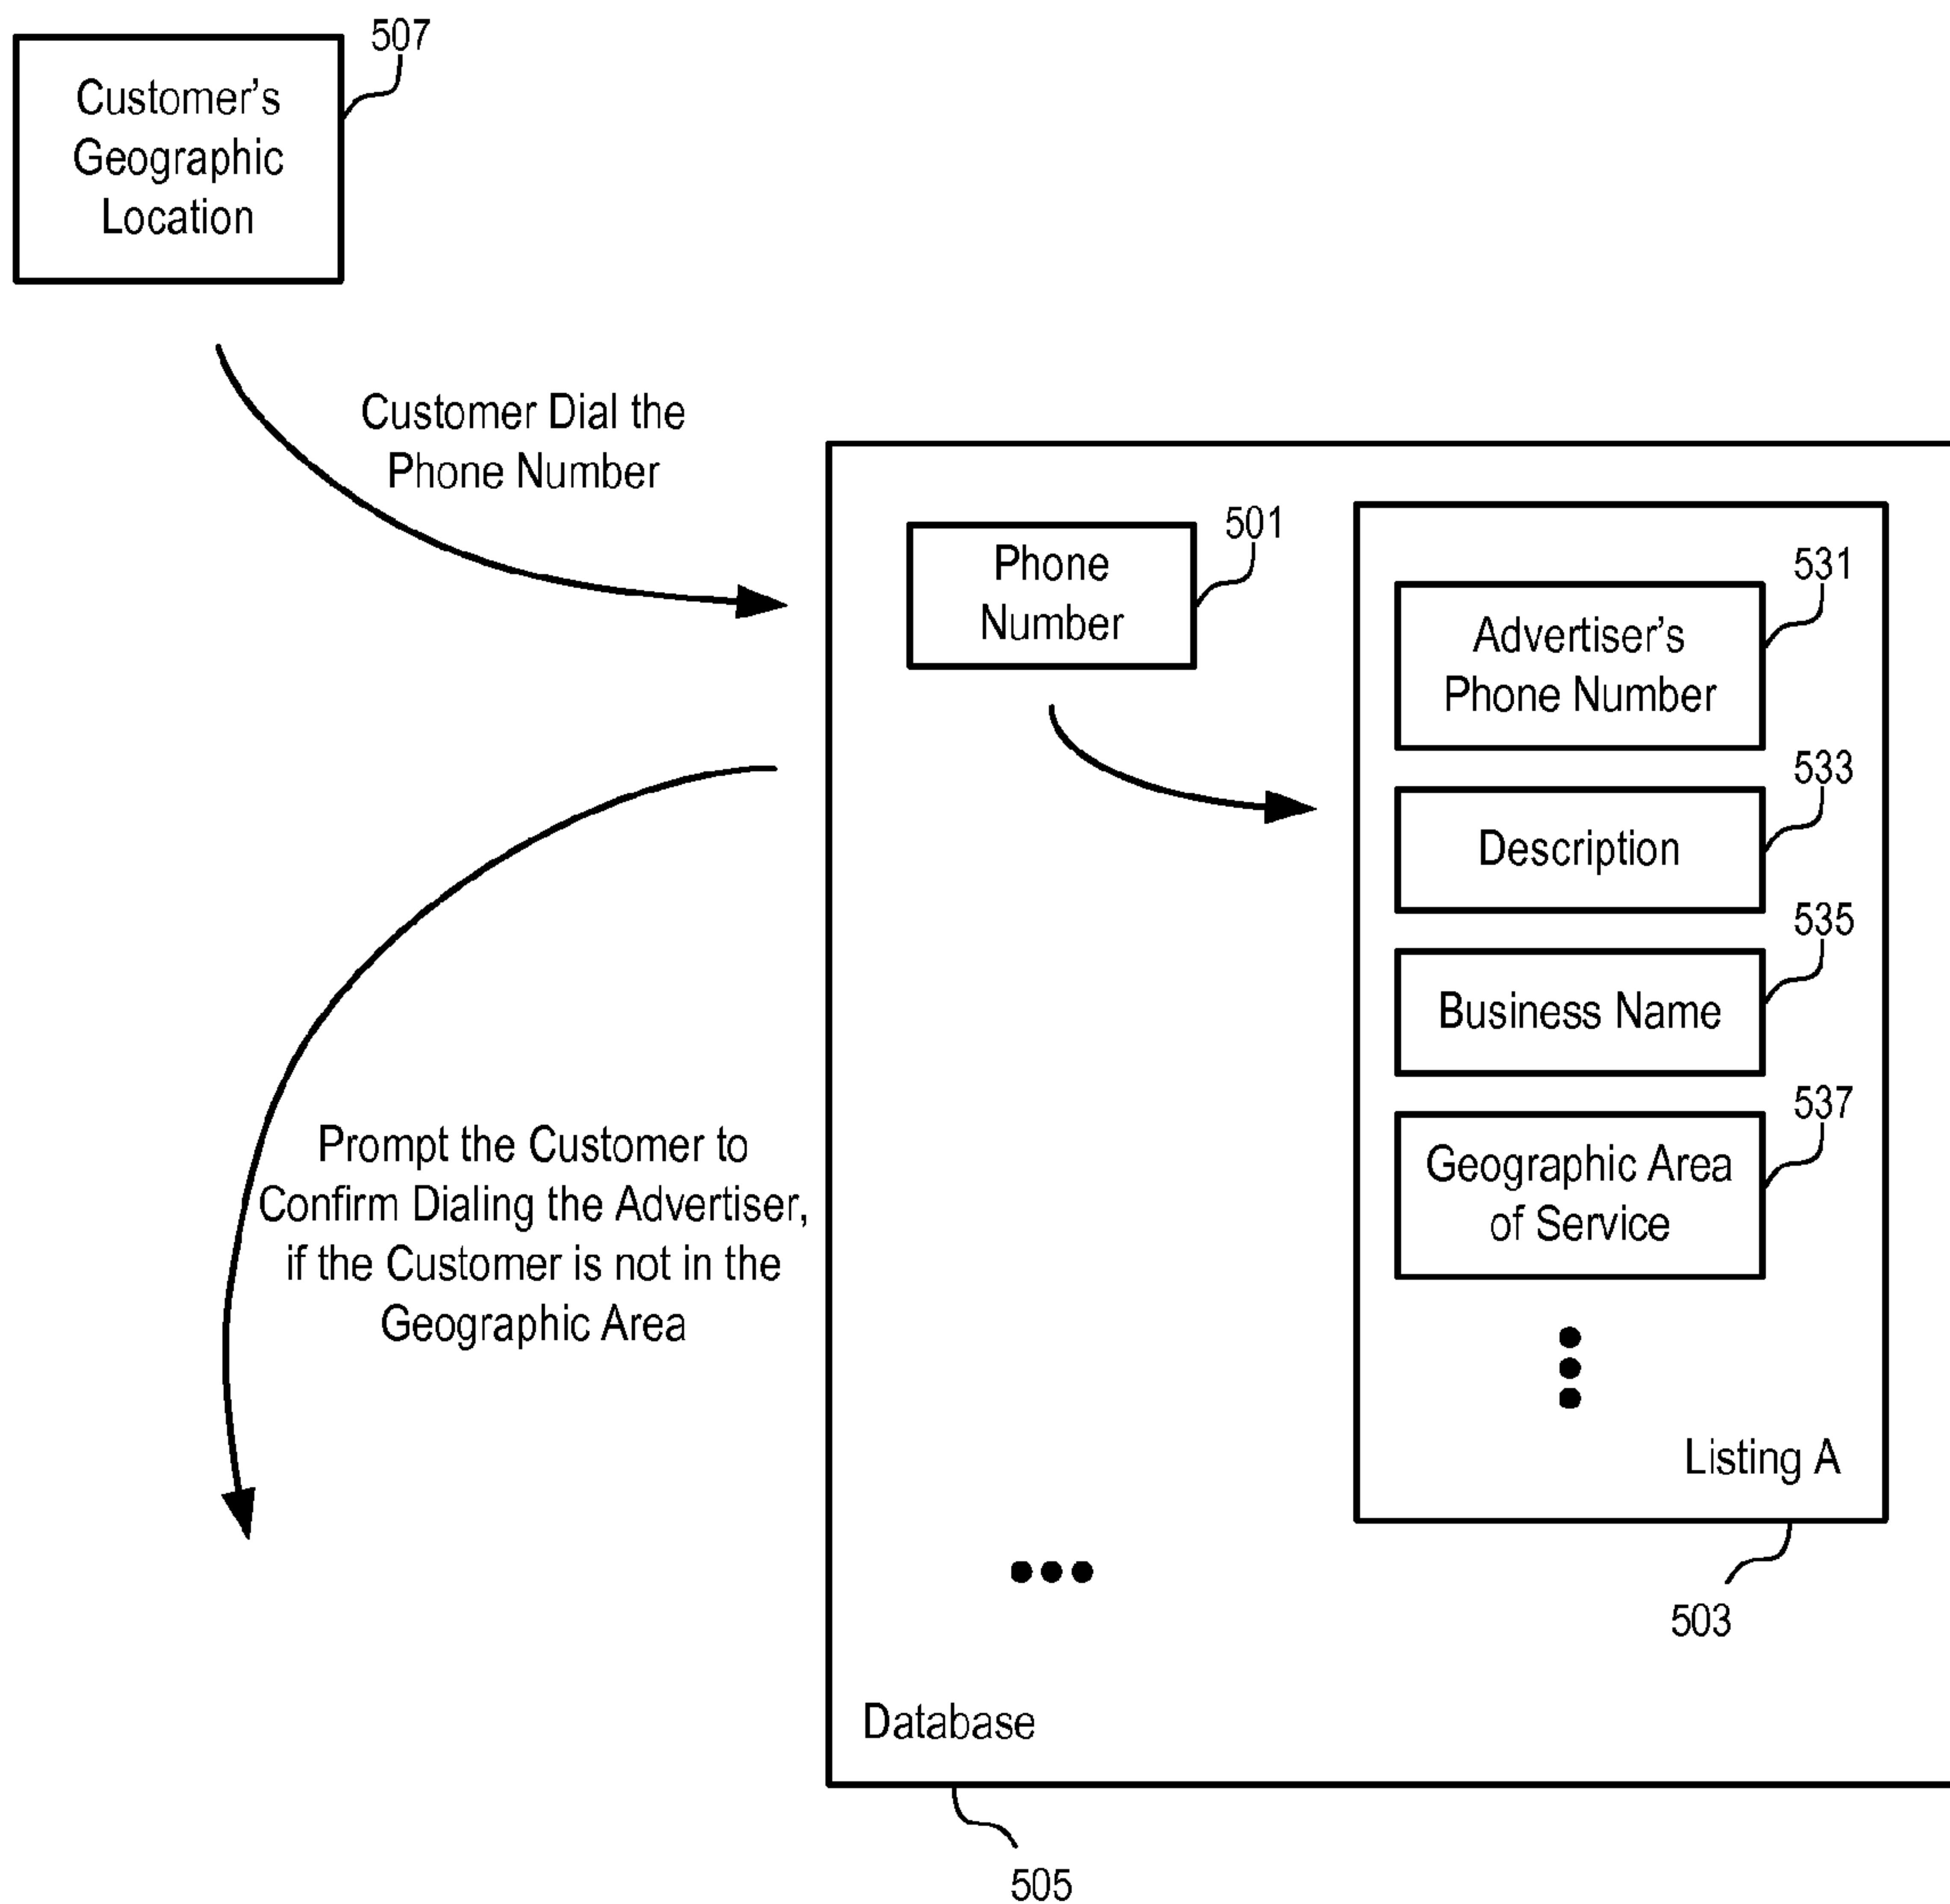 507
Customer's
Geographic
Location
Customer Dial the
Phone Number
501
Phone
Number
531
Advertiser's
Phone Number
533
Description
535
Business Name
537
Geographic Area
of Service
Prompt the Customer to
Confirm Dialing the Advertiser,
if the Customer is not in the
Geographic Area
Listing A
503
Database
505